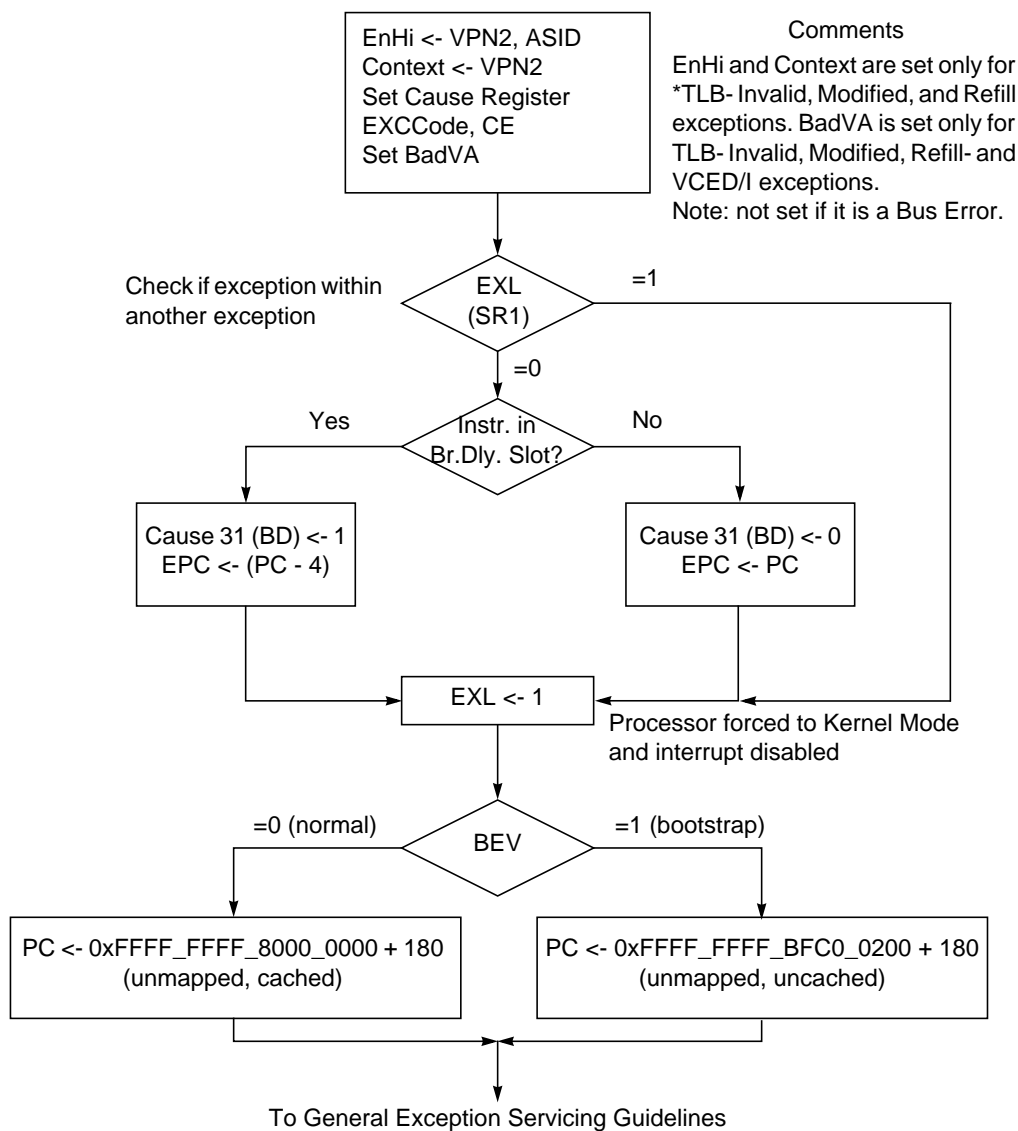 EnHi <- VPN2, ASID
Context <- VPN2
Set Cause Register
EXCCode, CE
Set BadVA
Comments
EnHi and Context are set only for
*TLB- Invalid, Modified, and Refill
exceptions. BadVA is set only for
TLB- Invalid, Modified, Refill- and
VCED/I exceptions.
Note: not set if it is a Bus Error.
Check if exception within
another exception
EXL
(SR1)
=1
=0
Yes
Instr. in
Br.Dly. Slot?
No
Cause 31 (BD) <- 1
EPC <- (PC - 4)
Cause 31 (BD) <- 0
EPC <- PC
EXL <- 1
Processor forced to Kernel Mode
and interrupt disabled
=0 (normal)
BEV
=1 (bootstrap)
PC <- 0xFFFF_FFFF_8000_0000 + 180
(unmapped, cached)
PC <- 0xFFFF_FFFF_BFC0_0200 + 180
(unmapped, uncached)
To General Exception Servicing Guidelines